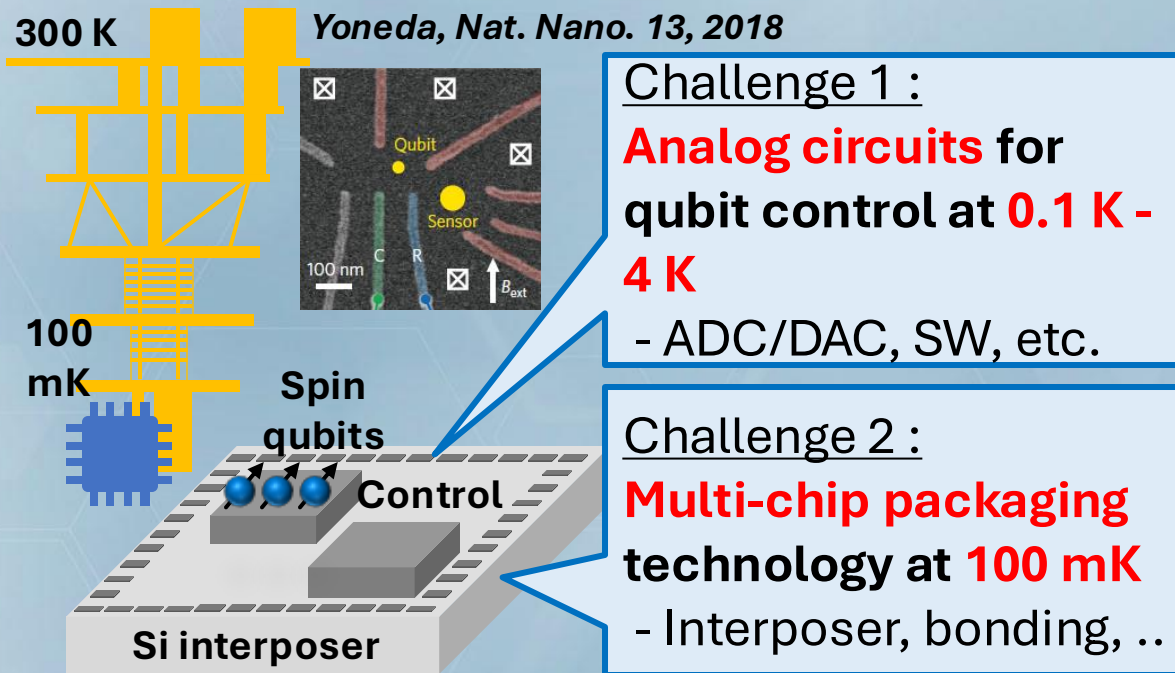 300 K
Yoneda, Nat. Nano. 13, 2018
Qubit
Sensor
C
R
100 nm
Bext
100
mK
Spin
qubits
Control
Si interposer
Challenge 1 :
Analog circuits for
qubit control at 0.1 K -
4 K
- ADC/DAC, SW, etc.
Challenge 2 :
Multi-chip packaging
technology at 100 mK
- Interposer, bonding, ..